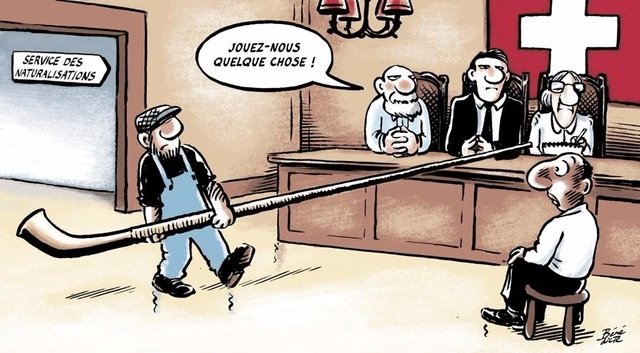 SERVICE DES
NATURALISATIONS
JOUEZ-NOUS
QUELQUE CHOSE !